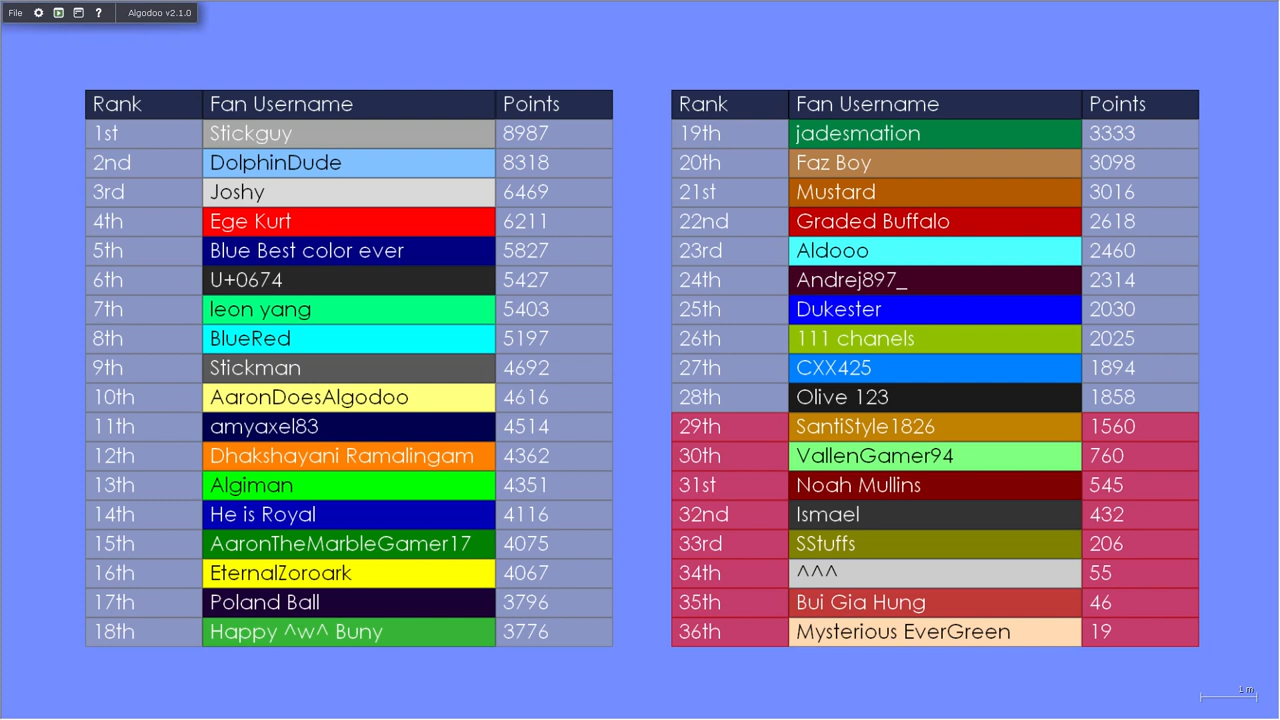 File ? Algodoo v2.1.0
Rank Fan Username Points
1st Stickguy 8987
2nd DolphinDude 8318
3rd Joshy 6469
4th Ege Kurt 6211
5th Blue Best color ever 5827
6th U+0674 5427
7th leon yang 5403
8th BlueRed 5197
9th Stickman 4692
10th AaronDoesAlgodoo 4616
11th amyaxel83 4514
12th Dhakshayani Ramalingam 4362
13th Algiman 4351
14th He is Royal 4116
15th AaronTheMarbleGamer17 4075
16th EternalZoroark 4067
17th Poland Ball 3796
18th Happy ^w^ Buny 3776
Rank Fan Username Points
19th jadesmation 3333
20th Faz Boy 3098
21st Mustard 3016
22nd Graded Buffalo 2618
23rd Aldooo 2460
24th Andrej897_ 2314
25th Dukester 2030
26th 111 chanels 2025
27th CXX425 1894
28th Olive 123 1858
29th SantiStyle1826 1560
30th VallenGamer94 760
31st Noah Mullins 545
32nd Ismael 432
33rd SStuffs 206
34th ^^^ 55
35th Bui Gia Hung 46
36th Mysterious EverGreen 19
1 m